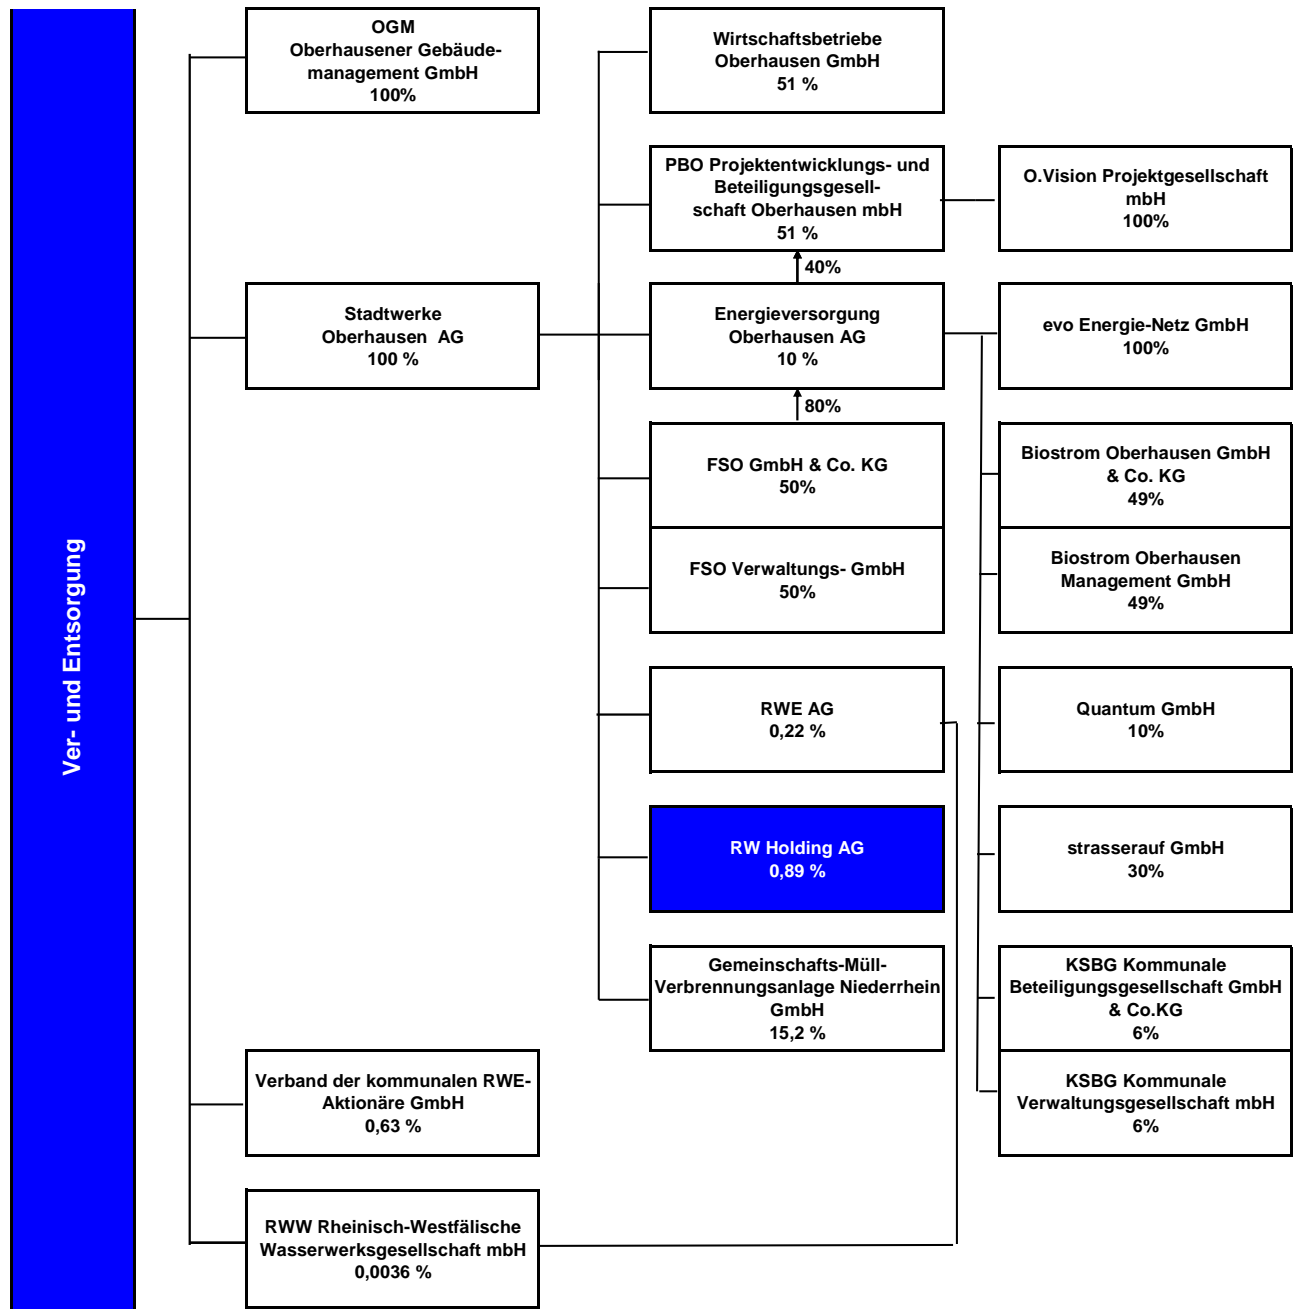 Ver- und Entsorgung
OGM
Oberhausener Gebäude-
management GmbH
100%
Stadtwerke
Oberhausen AG
100 %
Verband der kommunalen RWE-
Aktionäre GmbH
0,63 %
RWW Rheinisch-Westfälische
Wasserwerksgesellschaft mbH
0,0036 %
Wirtschaftsbetriebe
Oberhausen GmbH
51 %
PBO Projektentwicklungs- und
Beteiligungsgesell-
schaft Oberhausen mbH
51 %
40%
Energieversorgung
Oberhausen AG
10 %
80%
FSO GmbH & Co. KG
50%
FSO Verwaltungs- GmbH
50%
RWE AG
0,22 %
RW Holding AG
0,89 %
Gemeinschafts-Müll-
Verbrennungsanlage Niederrhein
GmbH
15,2 %
O.Vision Projektgesellschaft
mbH
100%
evo Energie-Netz GmbH
100%
Biostrom Oberhausen GmbH
& Co. KG
49%
Biostrom Oberhausen
Management GmbH
49%
Quantum GmbH
10%
strasserauf GmbH
30%
KSBG Kommunale
Beteiligungsgesellschaft GmbH
& Co.KG
6%
KSBG Kommunale
Verwaltungsgesellschaft mbH
6%